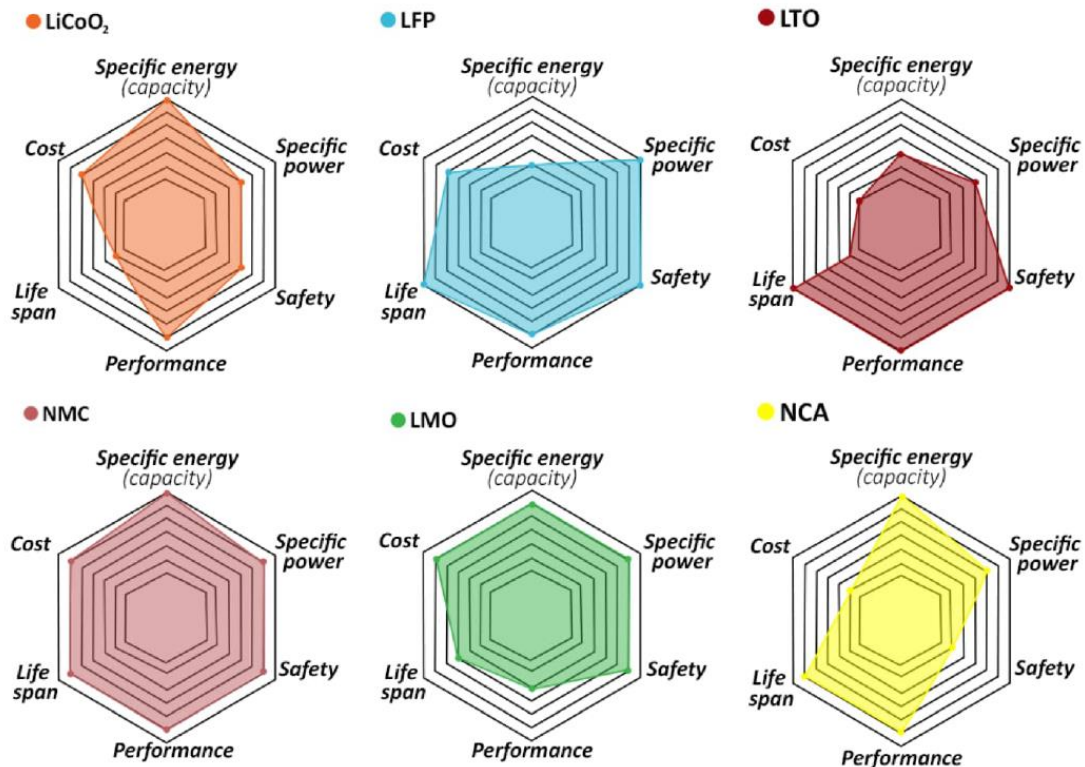 LiCoO₂
Specific energy
(capacity)
Cost
Specific
power
Life
span
Safety
Performance
LFP
Specific energy
(capacity)
Cost
Specific
power
Life
span
Safety
Performance
LTO
Specific energy
(capacity)
Cost
Specific
power
Life
span
Safety
Performance
NMC
Specific energy
(capacity)
Cost
Specific
power
Life
span
Safety
Performance
LMO
Specific energy
(capacity)
Cost
Specific
power
Life
span
Safety
Performance
NCA
Specific energy
(capacity)
Cost
Specific
power
Life
span
Safety
Performance